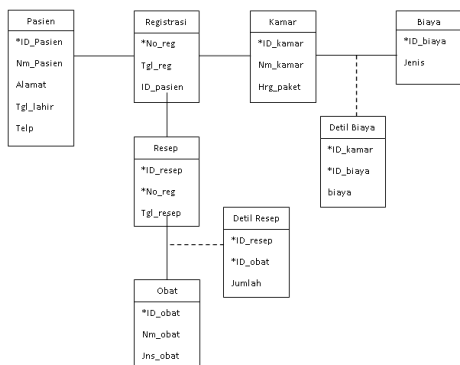 Pasien
*ID_Pasien
Nm_Pasien
Alamat
Tgl_lahir
Telp
Registrasi
*No_reg
Tgl_reg
ID_pasien
Kamar
*ID_kamar
Nm_kamar
Hrg_paket
Biaya
*ID_biaya
Jenis
Detil Biaya
*ID_kamar
*ID_biaya
biaya
Resep
*ID_resep
*No_reg
Tgl_resep
Detil Resep
*ID_resep
*ID_obat
Jumlah
Obat
*ID_obat
Nm_obat
Jns_obat